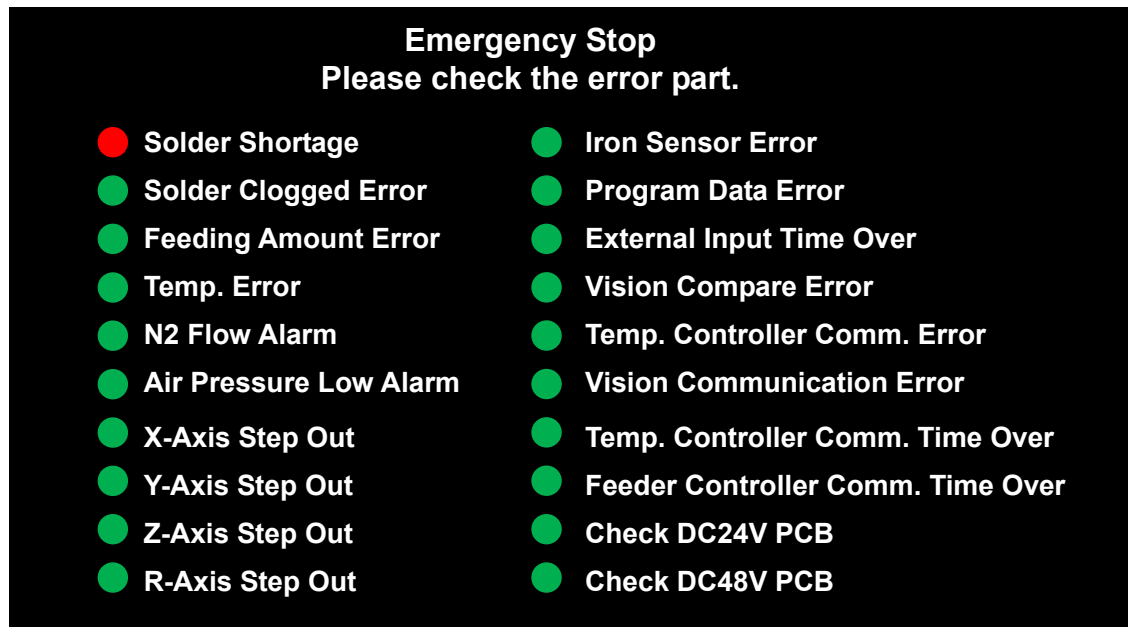 Emergency Stop
Please check the error part.
Solder Shortage
Solder Clogged Error
Feeding Amount Error
Temp. Error
N2 Flow Alarm
Air Pressure Low Alarm
X-Axis Step Out
Y-Axis Step Out
Z-Axis Step Out
R-Axis Step Out
Iron Sensor Error
Program Data Error
External Input Time Over
Vision Compare Error
Temp. Controller Comm. Error
Vision Communication Error
Temp. Controller Comm. Time Over
Feeder Controller Comm. Time Over
Check DC24V PCB
Check DC48V PCB